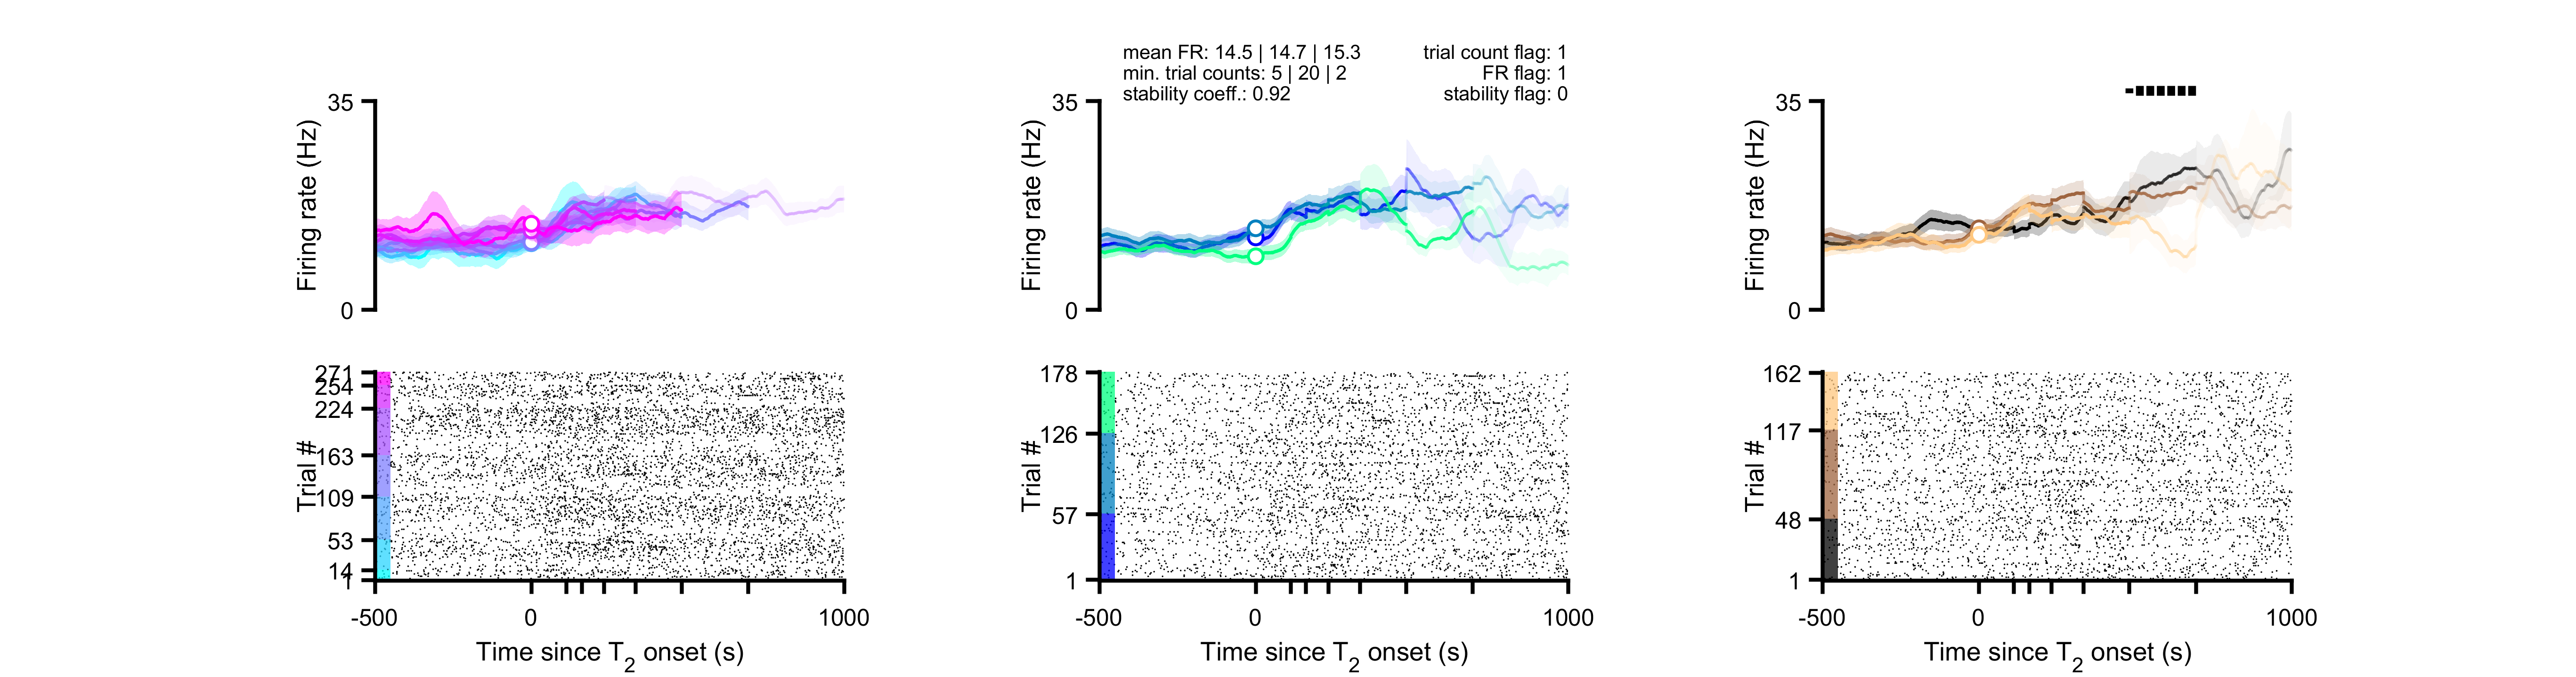 mean FR: 14.5 | 14.7 | 15.3
min. trial counts: 5 | 20 | 2
stability coeff.: 0.92
trial count flag: 1
FR flag: 1
stability flag: 0
35
Firing rate (Hz)
0
35
Firing rate (Hz)
0
35
Firing rate (Hz)
0
271
254
224
163
109
53
14
1
Trial #
-500
0
1000
Time since T2 onset (s)
178
126
57
1
Trial #
-500
0
1000
Time since T2 onset (s)
162
117
48
1
Trial #
-500
0
1000
Time since T2 onset (s)